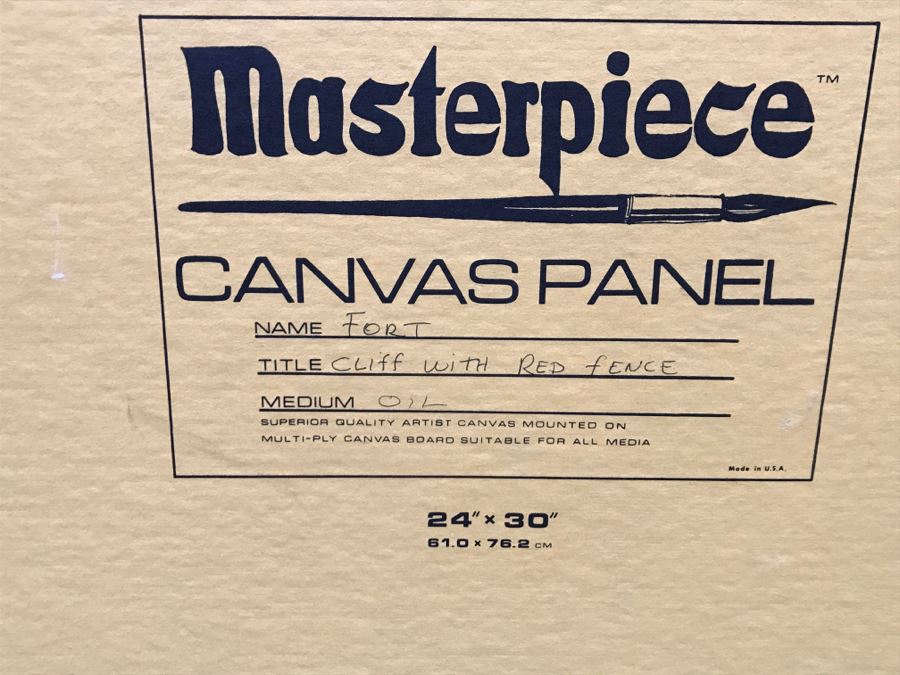 Masterpiece™
CANVAS PANEL
NAME FORT
TITLE CLiff WITH RED fENCE
MEDIUM OIL
SUPERIOR QUALITY ARTIST CANVAS MOUNTED ON
MULTI-PLY CANVAS BOARD SUITABLE FOR ALL MEDIA
Made in U.S.A.
24" × 30"
61.0 × 76.2 CM